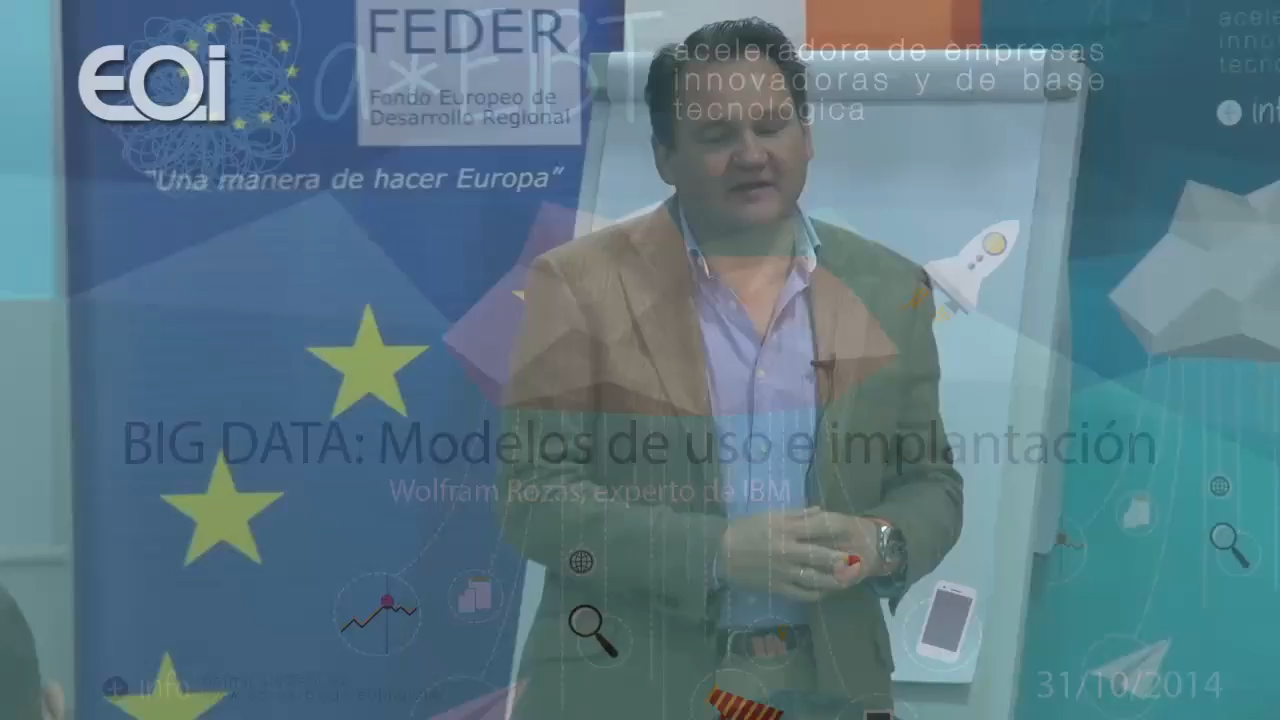 EOi
FEDER
Fondo Europeo de
Desarrollo Regional
"Una manera de hacer Europa"
aceleradora de empresas
innovadoras y de base
tecnológica
BIG DATA: Modelos de uso e implantación
Wolfram Rozas, experto de IBM
info
31/10/2014